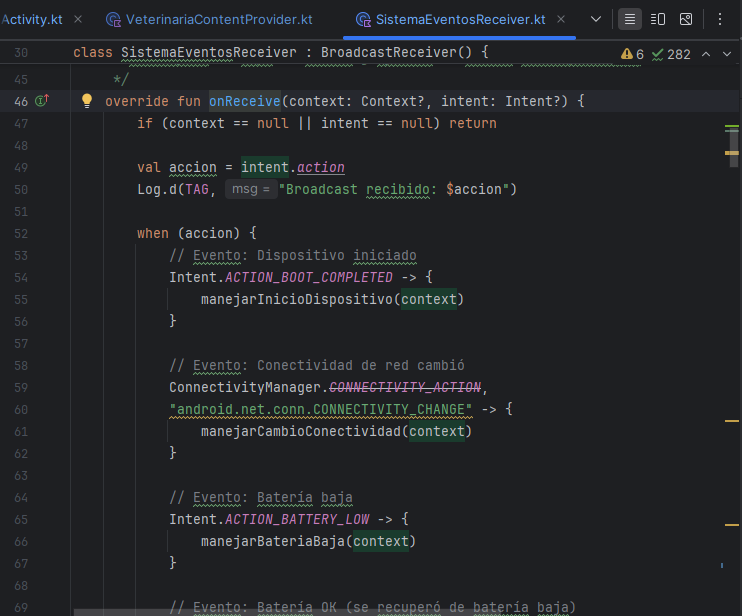 Activity.kt
VeterinariaContentProvider.kt
SistemaEventosReceiver.kt
30 class SistemaEventosReceiver : BroadcastReceiver() {
6 282
45 */
46 override fun onReceive(context: Context?, intent: Intent?) {
47 if (context == null || intent == null) return
48
49 val accion = intent.action
50 Log.d(TAG, msg = "Broadcast recibido: $accion")
51
52 when (accion) {
53 // Evento: Dispositivo iniciado
54 Intent.ACTION_BOOT_COMPLETED -> {
55 manejarInicioDispositivo(context)
56 }
57
58 // Evento: Conectividad de red cambió
59 ConnectivityManager.CONNECTIVITY_ACTION,
60 "android.net.conn.CONNECTIVITY_CHANGE" -> {
61 manejarCambioConectividad(context)
62 }
63
64 // Evento: Batería baja
65 Intent.ACTION_BATTERY_LOW -> {
66 manejarBateriaBaja(context)
67 }
68
69 // Evento: Batería OK (se recuperó de batería baja)